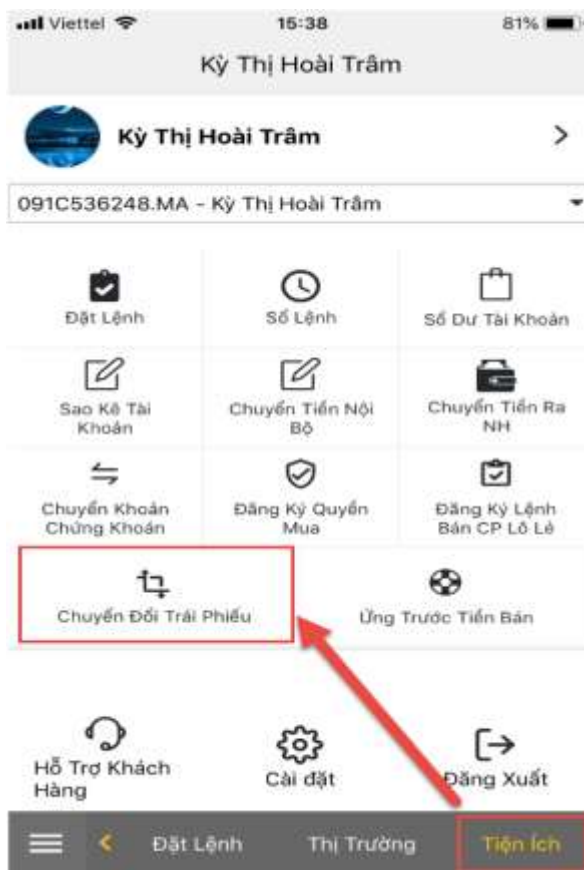 Viettel 15:38 81%
Kỳ Thị Hoài Trâm
Kỳ Thị Hoài Trâm
091C536248.MA - Kỳ Thị Hoài Trâm
Đặt Lệnh
Sổ Lệnh
Số Dư Tài Khoản
Sao Kê Tài
Khoản
Chuyển Tiền Nội
Bộ
Chuyển Tiền Ra
NH
Chuyển Khoản
Chứng Khoán
Đăng Ký Quyền
Mua
Đăng Ký Lệnh
Bán CP Lô Lẻ
Chuyển Đổi Trái Phiếu
Ứng Trước Tiền Bán
Hỗ Trợ Khách
Hàng
Cài đặt
Đăng Xuất
Đặt Lệnh Thị Trường Tiện Ích